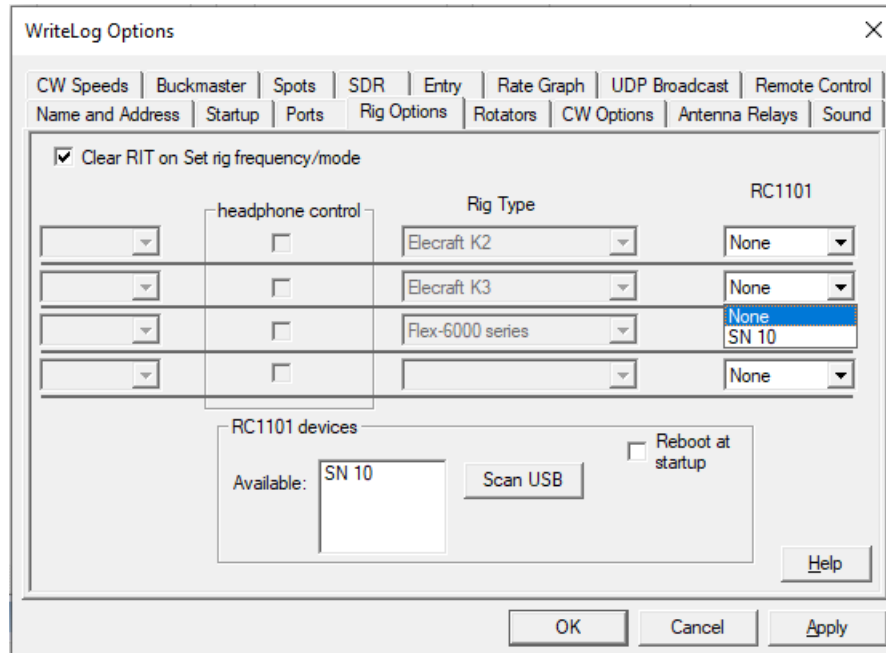 WriteLog Options
CW Speeds Buckmaster Spots SDR Entry Rate Graph UDP Broadcast Remote Control
Name and Address Startup Ports Rig Options Rotators CW Options Antenna Relays Sound
Clear RIT on Set rig frequency/mode
headphone control Rig Type RC1101
Elecraft K2 None
Elecraft K3 None
None
Flex-6000 series SN 10
None
RC1101 devices
Reboot at
startup
Available: SN 10 Scan USB
Help
OK Cancel Apply